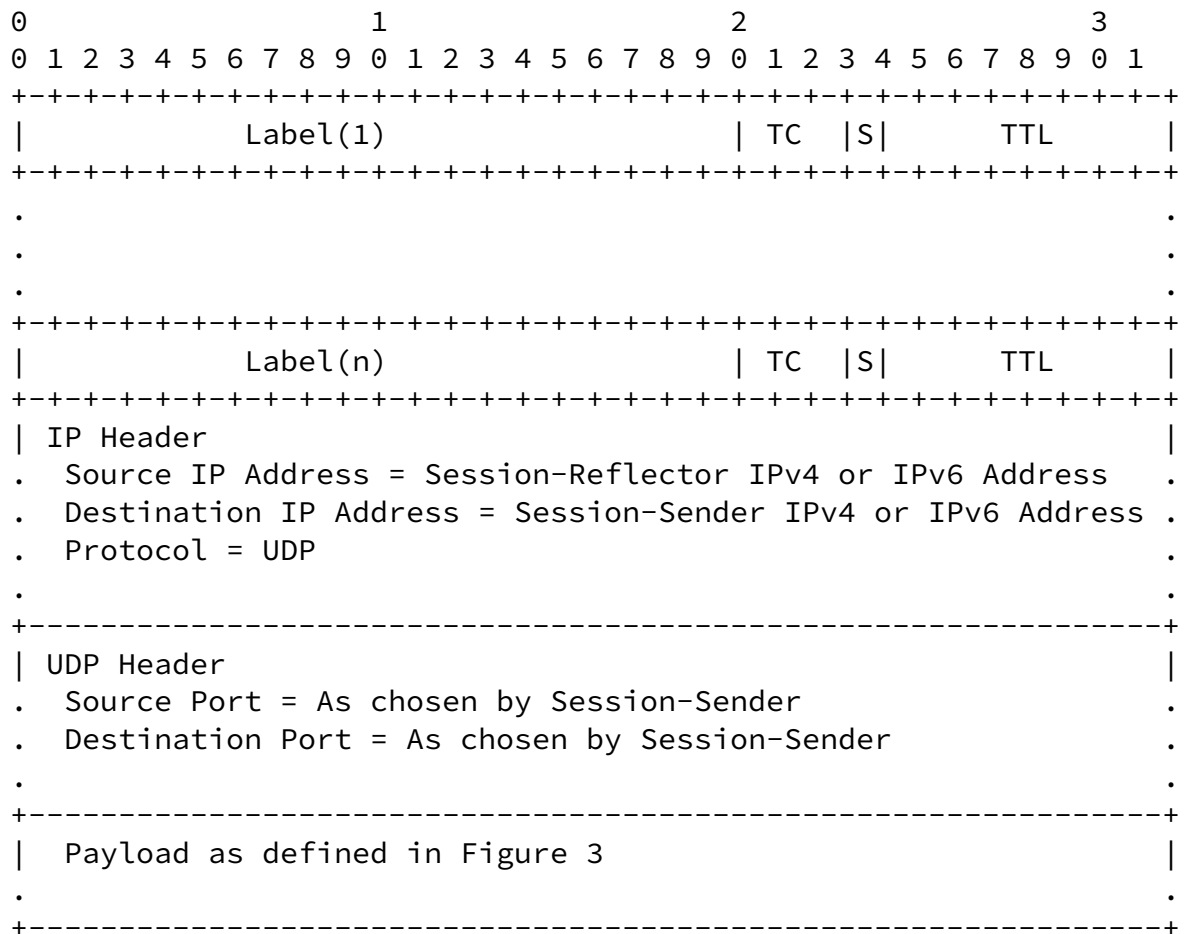 0                   1                   2                   3
0 1 2 3 4 5 6 7 8 9 0 1 2 3 4 5 6 7 8 9 0 1 2 3 4 5 6 7 8 9 0 1
+-+-+-+-+-+-+-+-+-+-+-+-+-+-+-+-+-+-+-+-+-+-+-+-+-+-+-+-+-+-+-+-+
|            Label(1)                   | TC  |S|      TTL      |
+-+-+-+-+-+-+-+-+-+-+-+-+-+-+-+-+-+-+-+-+-+-+-+-+-+-+-+-+-+-+-+-+
.                                                               .
.                                                               .
.                                                               .
+-+-+-+-+-+-+-+-+-+-+-+-+-+-+-+-+-+-+-+-+-+-+-+-+-+-+-+-+-+-+-+-+
|            Label(n)                   | TC  |S|      TTL      |
+-+-+-+-+-+-+-+-+-+-+-+-+-+-+-+-+-+-+-+-+-+-+-+-+-+-+-+-+-+-+-+-+
| IP Header                                                     |
.  Source IP Address = Session-Reflector IPv4 or IPv6 Address   .
.  Destination IP Address = Session-Sender IPv4 or IPv6 Address .
.  Protocol = UDP                                               .
.                                                               .
+---------------------------------------------------------------+
| UDP Header                                                    |
.  Source Port = As chosen by Session-Sender                    .
.  Destination Port = As chosen by Session-Sender               .
.                                                               .
+---------------------------------------------------------------+
|  Payload as defined in Figure 3                               |
.                                                               .
+---------------------------------------------------------------+